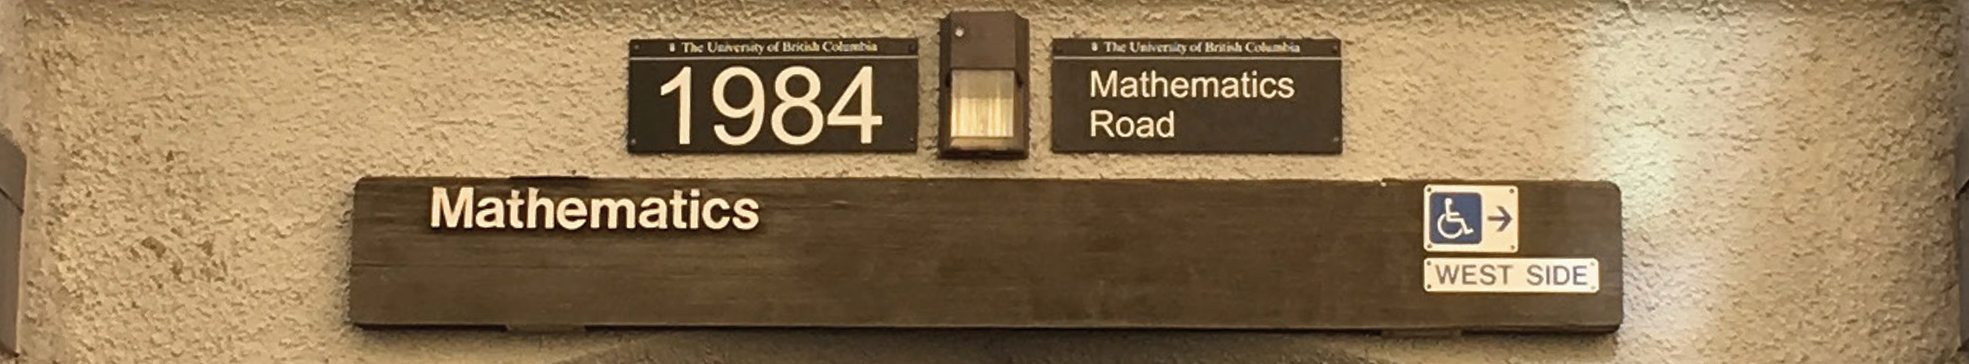 The University of British Columbia
1984
The University of British Columbia
Mathematics
Road
Mathematics
WEST SIDE